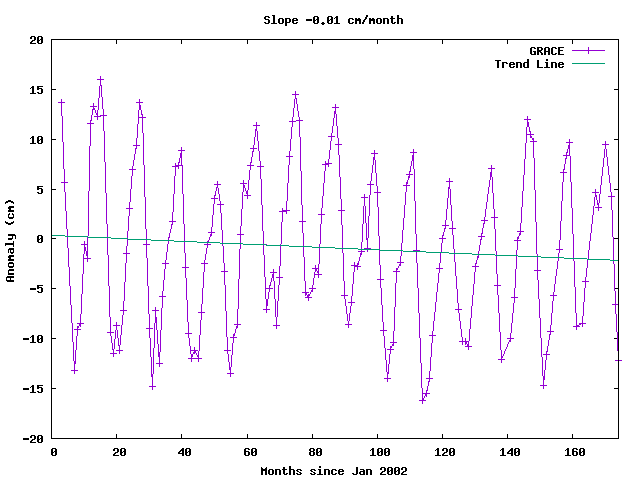 Slope -0.01 cm/month
GRACE
Trend Line
20
15
10
5
0
-5
-10
-15
-20
Anomaly (cm)
0 20 40 60 80 100 120 140 160
Months since Jan 2002